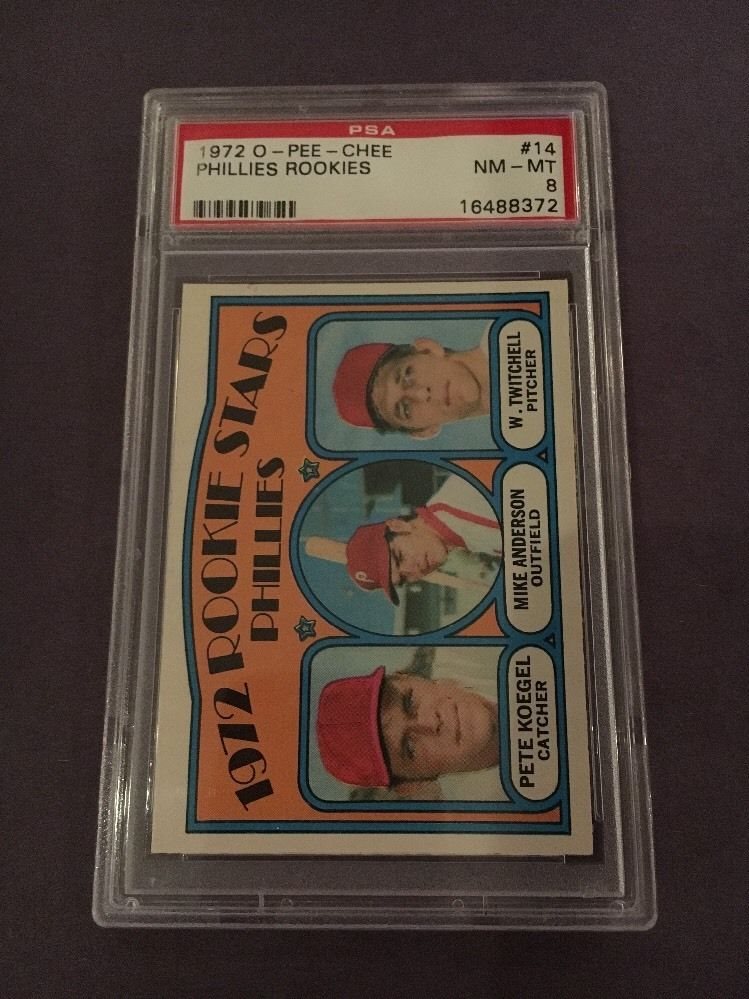 PSA
1972 O-PEE-CHEE #14
PHILLIES ROOKIES NM-MT
8
16488372
1972 ROOKIE STARS
PHILLIES
PETE KOEGEL
CATCHER
MIKE ANDERSON
OUTFIELD
W. TWITCHELL
PITCHER
P